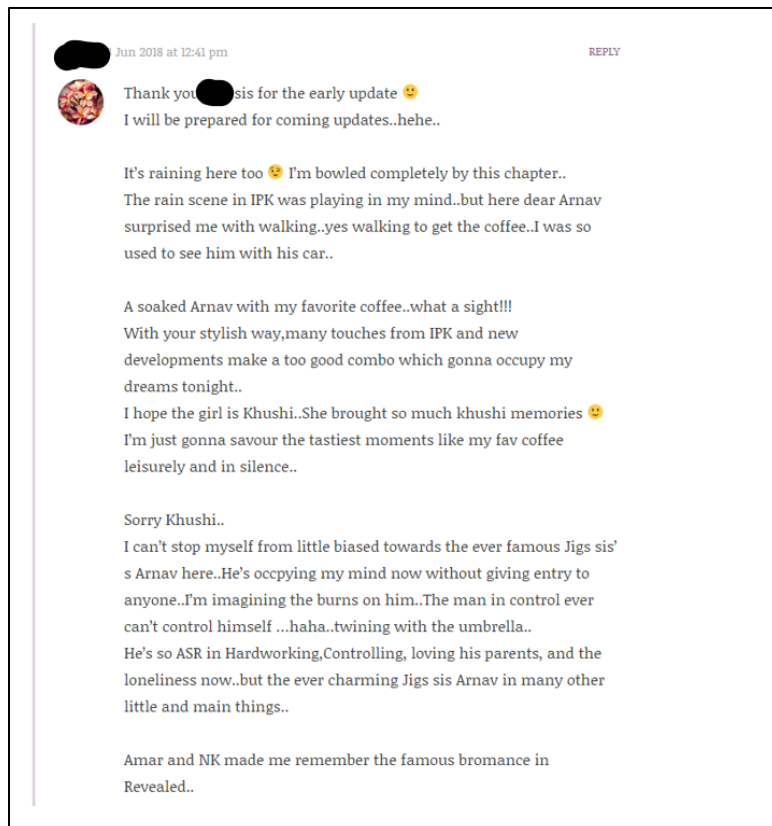 Jun 2018 at 12:41 pm
REPLY
Thank you sis for the early update 🙂
I will be prepared for coming updates..hehe..
It's raining here too 😉 I'm bowled completely by this chapter..
The rain scene in IPK was playing in my mind..but here dear Arnav
surprised me with walking..yes walking to get the coffee..I was so
used to see him with his car..
A soaked Arnav with my favorite coffee..what a sight!!!
With your stylish way,many touches from IPK and new
developments make a too good combo which gonna occupy my
dreams tonight..
I hope the girl is Khushi..She brought so much khushi memories 🙂
I'm just gonna savour the tastiest moments like my fav coffee
leisurely and in silence..
Sorry Khushi..
I can't stop myself from little biased towards the ever famous Jigs sis'
s Arnav here..He's occpying my mind now without giving entry to
anyone..I'm imagining the burns on him..The man in control ever
can't control himself …haha..twining with the umbrella..
He's so ASR in Hardworking,Controlling, loving his parents, and the
loneliness now..but the ever charming Jigs sis Arnav in many other
little and main things..
Amar and NK made me remember the famous bromance in
Revealed..